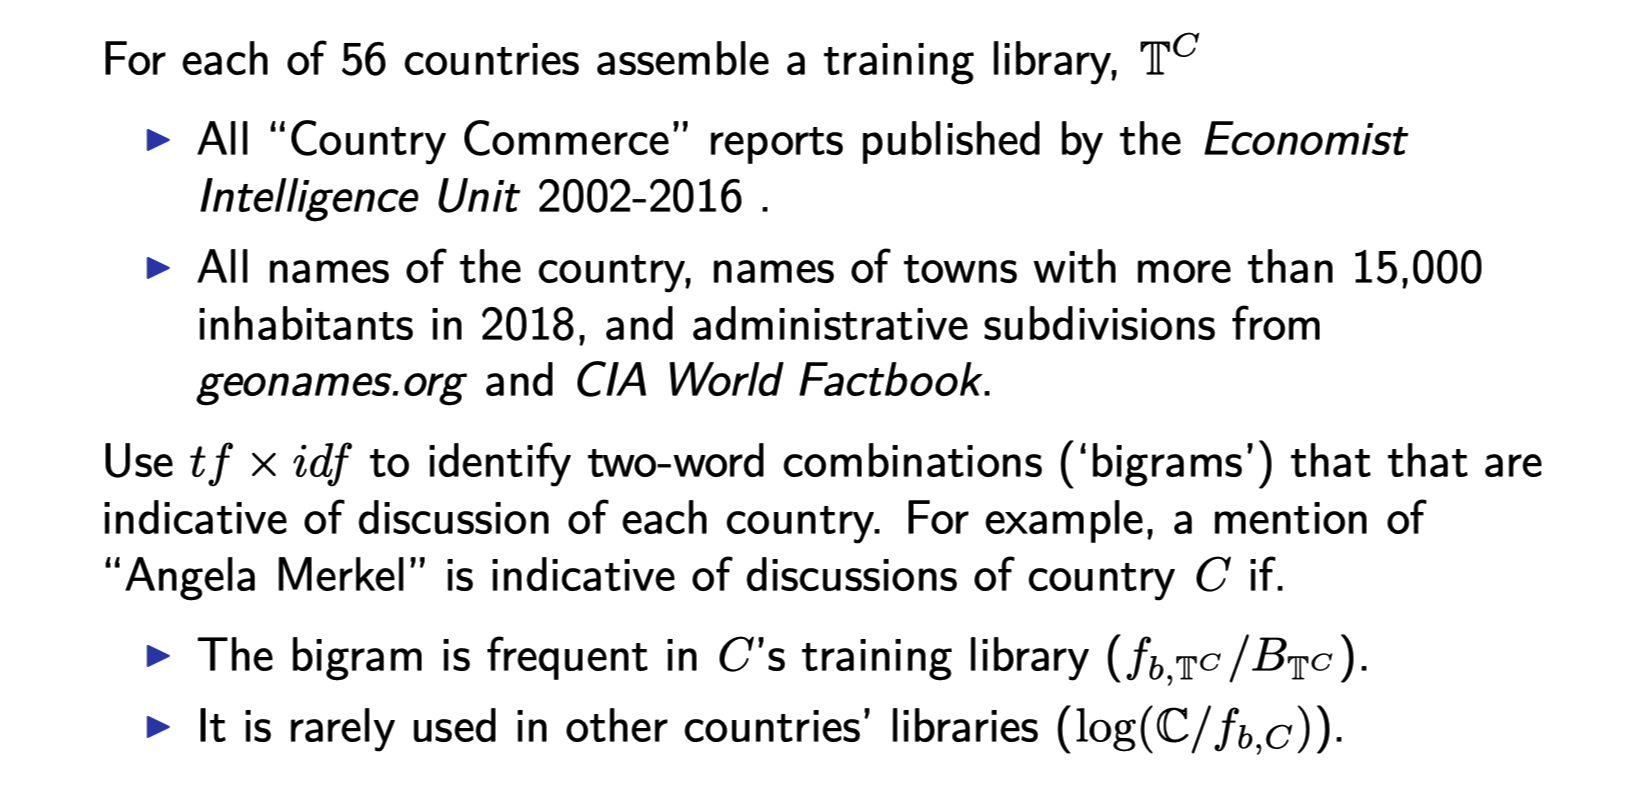 For each of 56 countries assemble a training library, 𝕋^C
▶ All “Country Commerce” reports published by the Economist
Intelligence Unit 2002-2016 .
▶ All names of the country, names of towns with more than 15,000
inhabitants in 2018, and administrative subdivisions from
geonames.org and CIA World Factbook.
Use tf × idf to identify two-word combinations (‘bigrams’) that that are
indicative of discussion of each country. For example, a mention of
“Angela Merkel” is indicative of discussions of country C if.
▶ The bigram is frequent in C’s training library (f_{b,𝕋^C}/B_{𝕋^C}).
▶ It is rarely used in other countries’ libraries (log(ℂ/f_{b,C})).